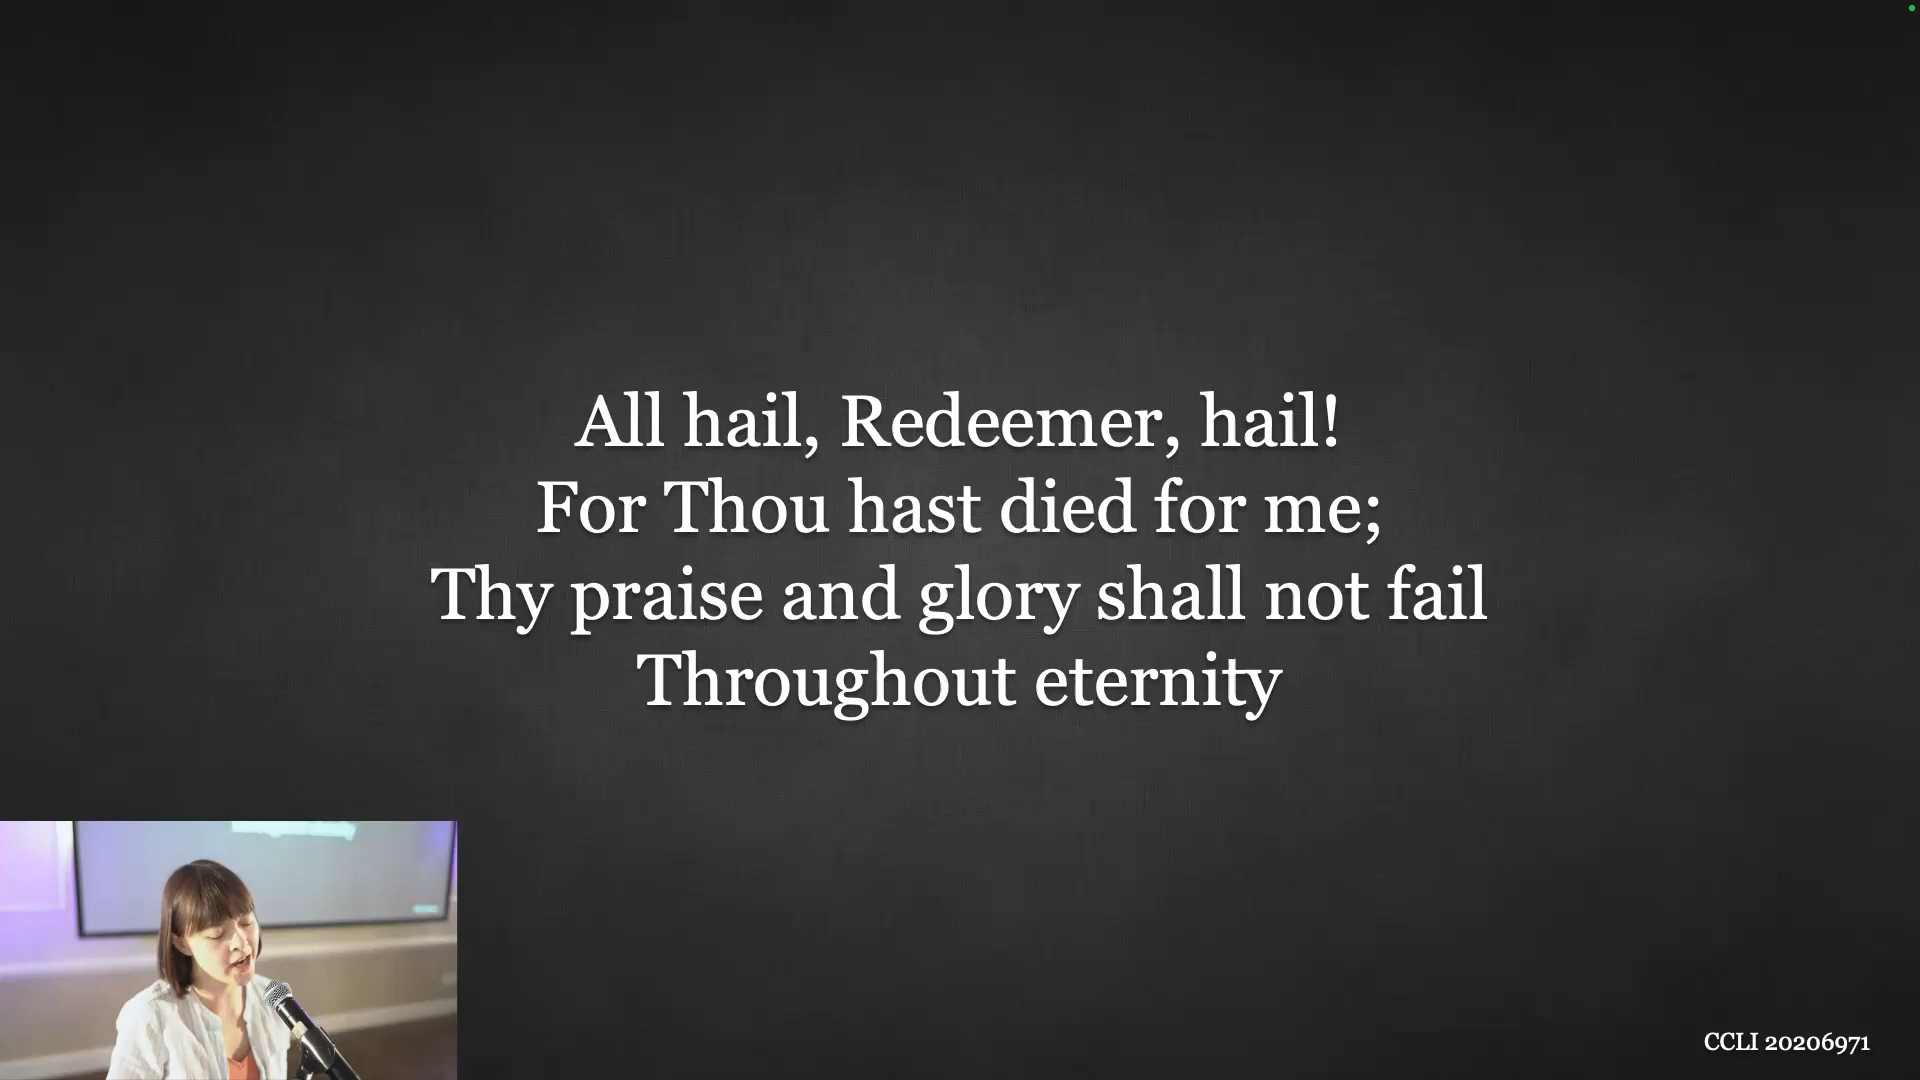 All hail, Redeemer, hail!
For Thou hast died for me;
Thy praise and glory shall not fail
Throughout eternity
CCLI 20206971